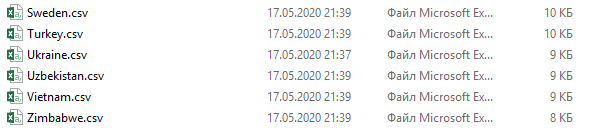 Sweden.csv 17.05.2020 21:39 Файл Microsoft Ex... 10 КБ
Turkey.csv 17.05.2020 21:39 Файл Microsoft Ex... 10 КБ
Ukraine.csv 17.05.2020 21:37 Файл Microsoft Ex... 9 КБ
Uzbekistan.csv 17.05.2020 21:39 Файл Microsoft Ex... 9 КБ
Vietnam.csv 17.05.2020 21:39 Файл Microsoft Ex... 9 КБ
Zimbabwe.csv 17.05.2020 21:39 Файл Microsoft Ex... 8 КБ